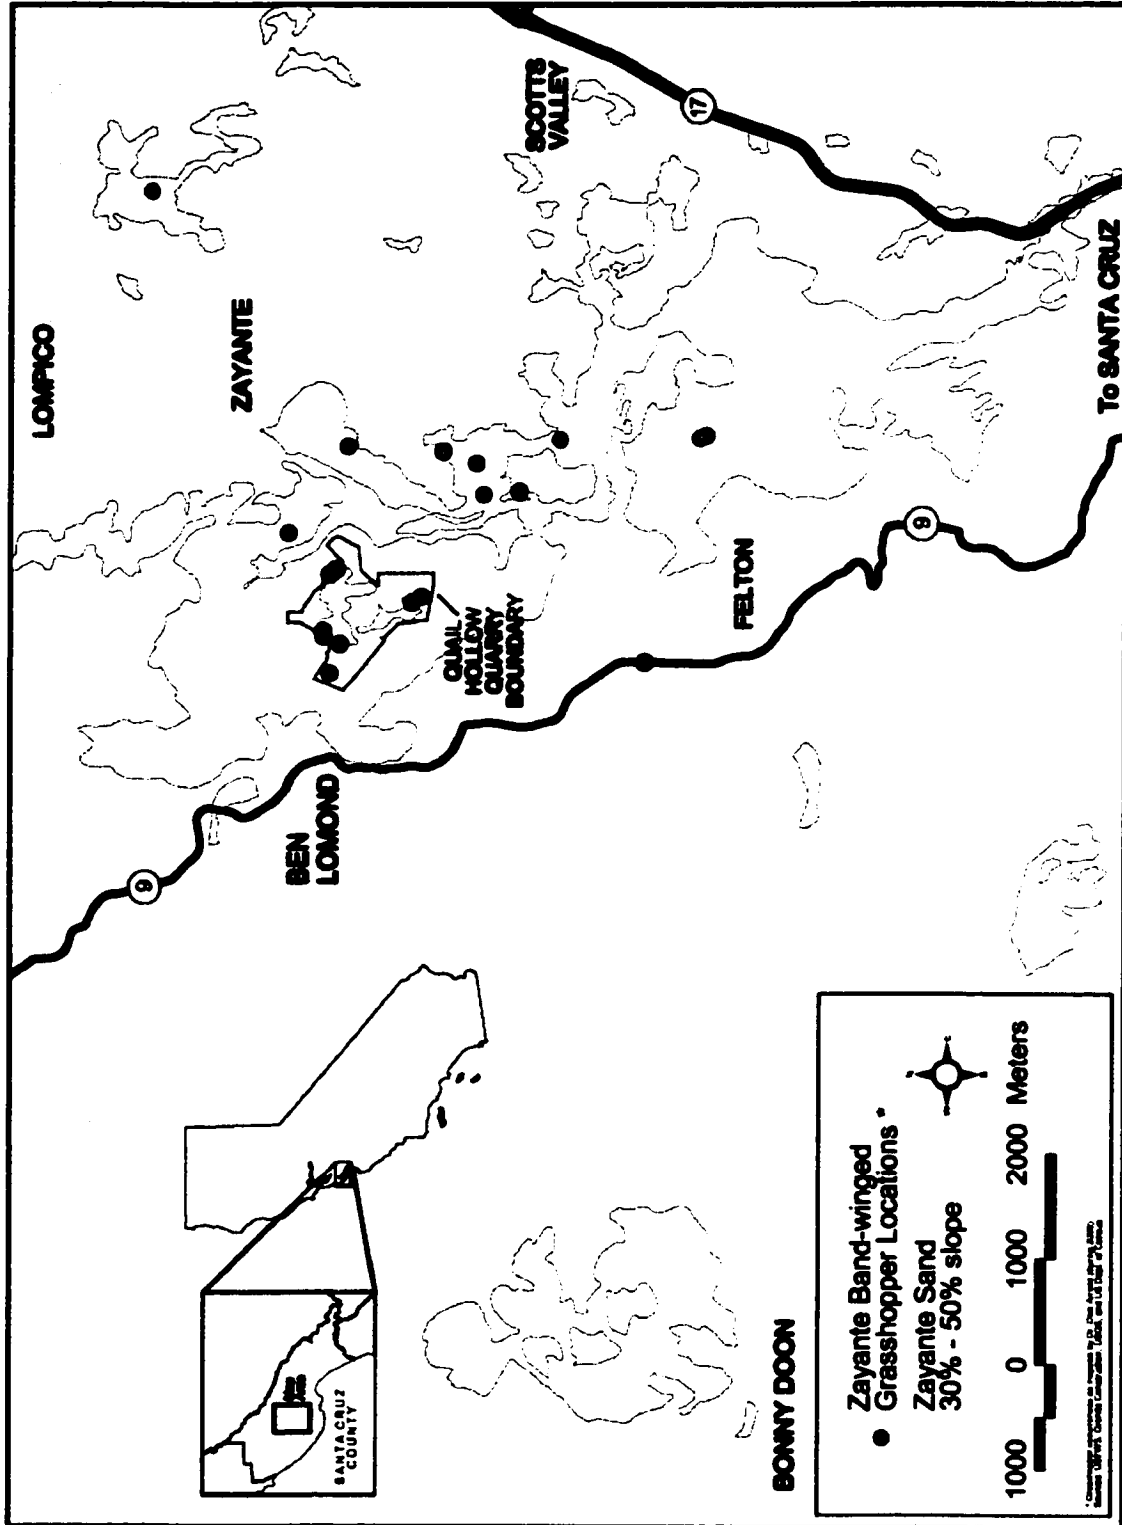 LOMPICO
ZAYANTE
SCOTTS
VALLEY
17
BEN
LOMOND
9
QUAIL
HOLLOW
QUARRY
BOUNDARY
FELTON
9
To SANTA CRUZ
BONNY DOON
SANTA CRUZ
COUNTY
Zayante Band-winged
Grasshopper Locations *
Zayante Sand
30% - 50% slope
1000 0 1000 2000 Meters